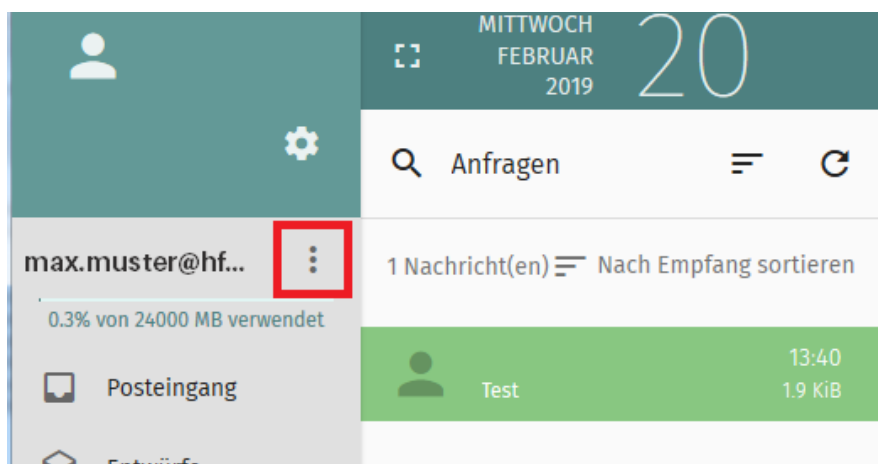 MITTWOCH
FEBRUAR
2019
20
Anfragen
max.muster@hf...
0.3% von 24000 MB verwendet
Posteingang
Entwürfe
1 Nachricht(en)
Nach Empfang sortieren
13:40
Test
1.9 KiB